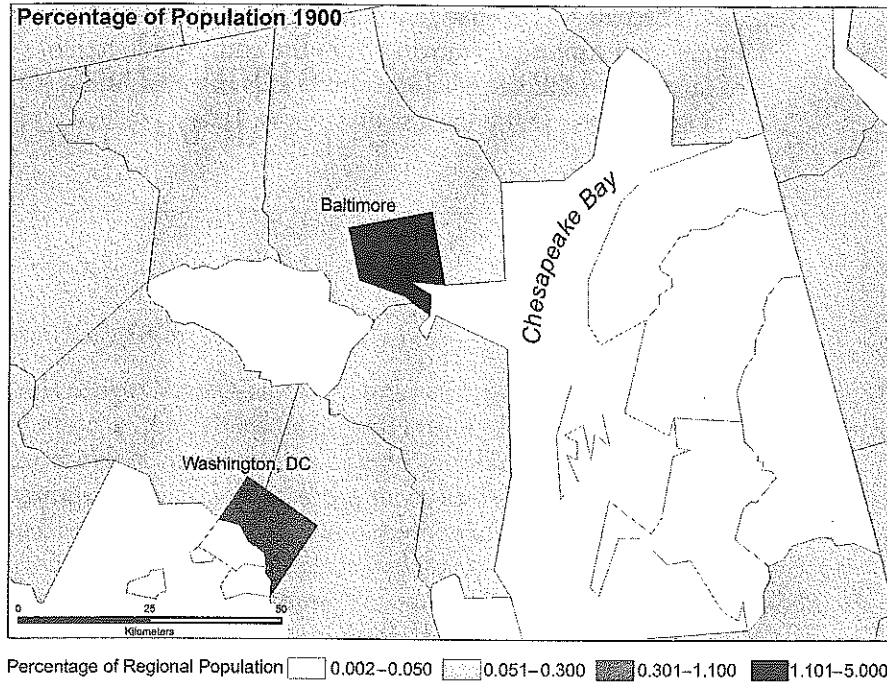 Percentage of Population 1900
Baltimore
Chesapeake Bay
Washington, DC
0 25 50
Kilometers
Percentage of Regional Population 0.002–0.050 0.051–0.300 0.301–1.100 1.101–5.000